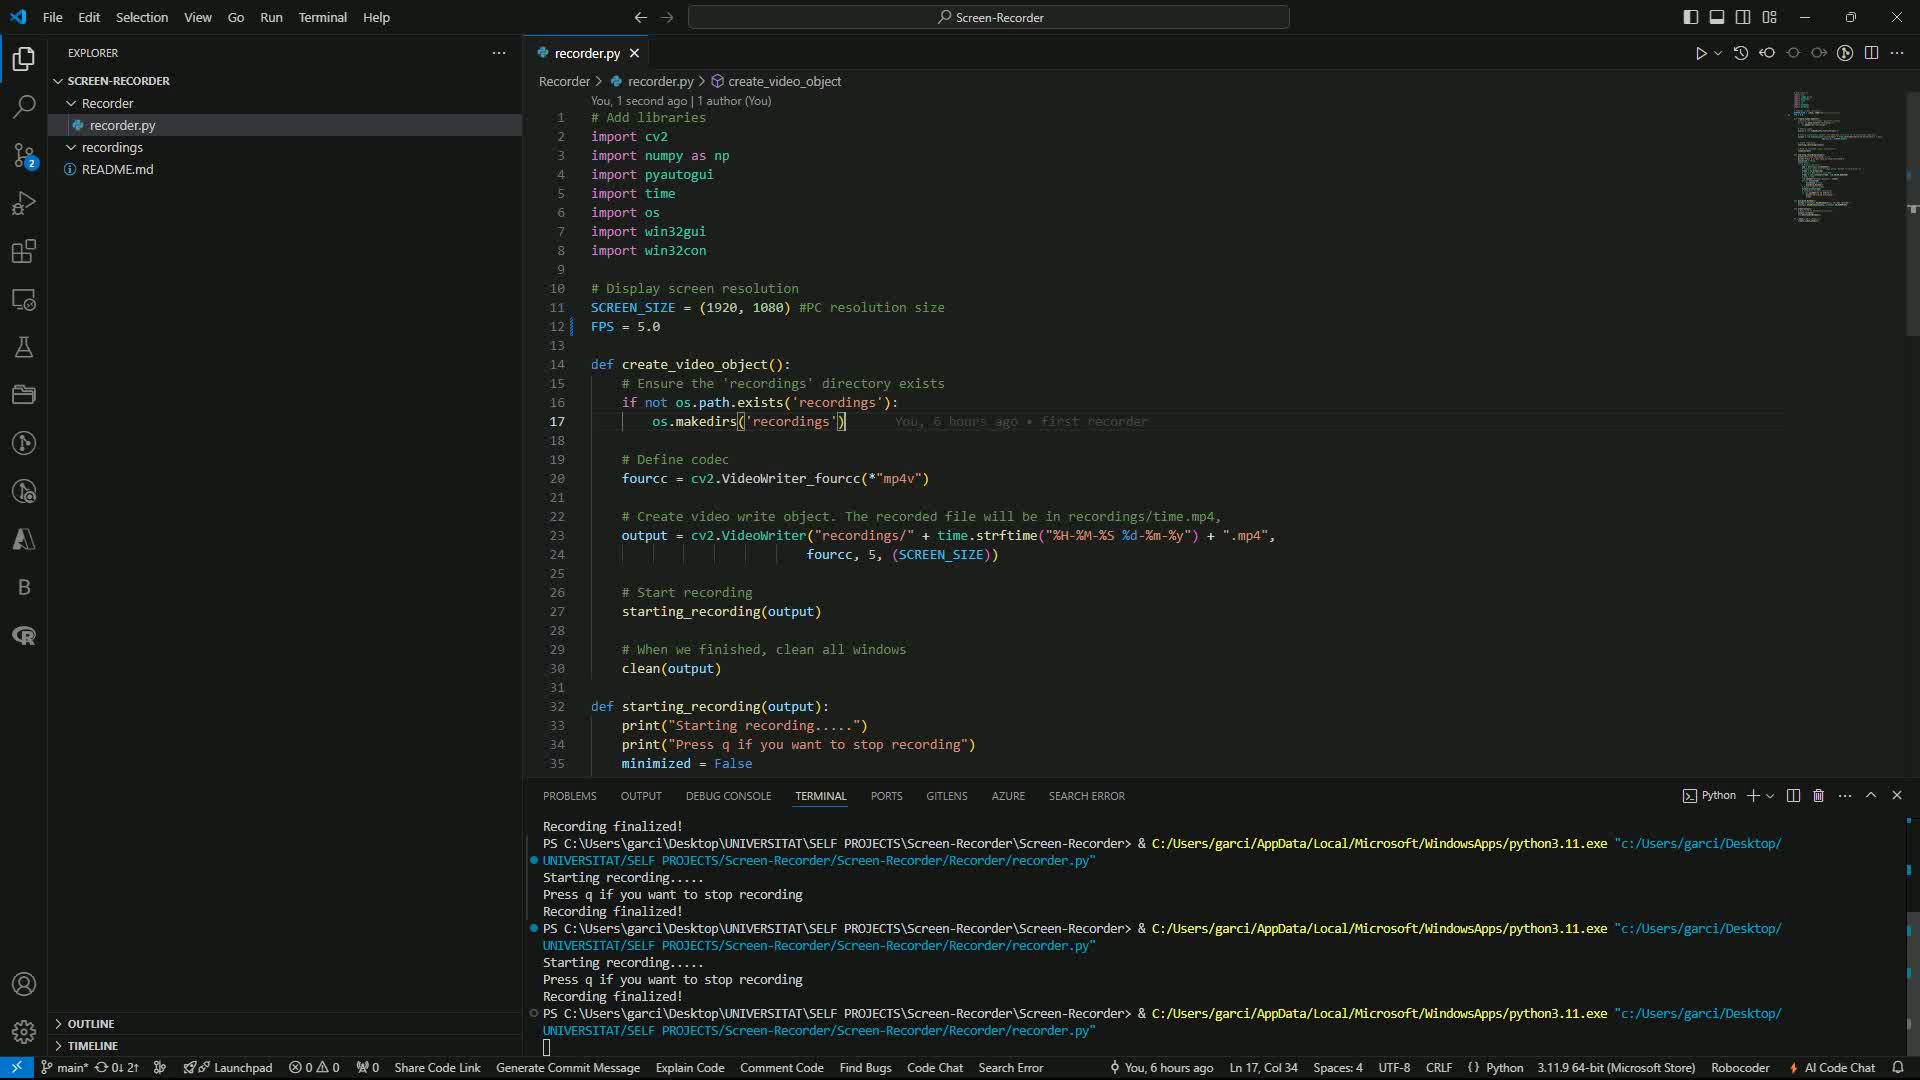 File Edit Selection View Go Run Terminal Help
Screen-Recorder
EXPLORER
SCREEN-RECORDER
Recorder
recorder.py
recordings
README.md
2
OUTLINE
TIMELINE
recorder.py
Recorder > recorder.py > create_video_object
You, 1 second ago | 1 author (You)
1 # Add libraries
2 import cv2
3 import numpy as np
4 import pyautogui
5 import time
6 import os
7 import win32gui
8 import win32con
9
10 # Display screen resolution
11 SCREEN_SIZE = (1920, 1080) #PC resolution size
12 FPS = 5.0
13
14 def create_video_object():
15 # Ensure the 'recordings' directory exists
16 if not os.path.exists('recordings'):
17 os.makedirs('recordings') You, 6 hours ago • first recorder
18
19 # Define codec
20 fourcc = cv2.VideoWriter_fourcc(*"mp4v")
21
22 # Create video write object. The recorded file will be in recordings/time.mp4,
23 output = cv2.VideoWriter("recordings/" + time.strftime("%H-%M-%S %d-%m-%y") + ".mp4",
24 fourcc, 5, (SCREEN_SIZE))
25
26 # Start recording
27 starting_recording(output)
28
29 # When we finished, clean all windows
30 clean(output)
31
32 def starting_recording(output):
33 print("Starting recording.....")
34 print("Press q if you want to stop recording")
35 minimized = False
PROBLEMS OUTPUT DEBUG CONSOLE TERMINAL PORTS GITLENS AZURE SEARCH ERROR
Python
Recording finalized!
PS C:\Users\garci\Desktop\UNIVERSITAT\SELF PROJECTS\Screen-Recorder\Screen-Recorder> & C:/Users/garci/AppData/Local/Microsoft/WindowsApps/python3.11.exe "c:/Users/garci/Desktop/
UNIVERSITAT/SELF PROJECTS/Screen-Recorder/Screen-Recorder/Recorder/recorder.py"
Starting recording.....
Press q if you want to stop recording
Recording finalized!
PS C:\Users\garci\Desktop\UNIVERSITAT\SELF PROJECTS\Screen-Recorder\Screen-Recorder> & C:/Users/garci/AppData/Local/Microsoft/WindowsApps/python3.11.exe "c:/Users/garci/Desktop/
UNIVERSITAT/SELF PROJECTS/Screen-Recorder/Screen-Recorder/Recorder/recorder.py"
Starting recording.....
Press q if you want to stop recording
Recording finalized!
PS C:\Users\garci\Desktop\UNIVERSITAT\SELF PROJECTS\Screen-Recorder\Screen-Recorder> & C:/Users/garci/AppData/Local/Microsoft/WindowsApps/python3.11.exe "c:/Users/garci/Desktop/
UNIVERSITAT/SELF PROJECTS/Screen-Recorder/Screen-Recorder/Recorder/recorder.py"
main* 0↓ 2↑ Launchpad 0 0 0 Share Code Link Generate Commit Message Explain Code Comment Code Find Bugs Code Chat Search Error You, 6 hours ago Ln 17, Col 34 Spaces: 4 UTF-8 CRLF {} Python 3.11.9 64-bit (Microsoft Store) Robocoder AI Code Chat